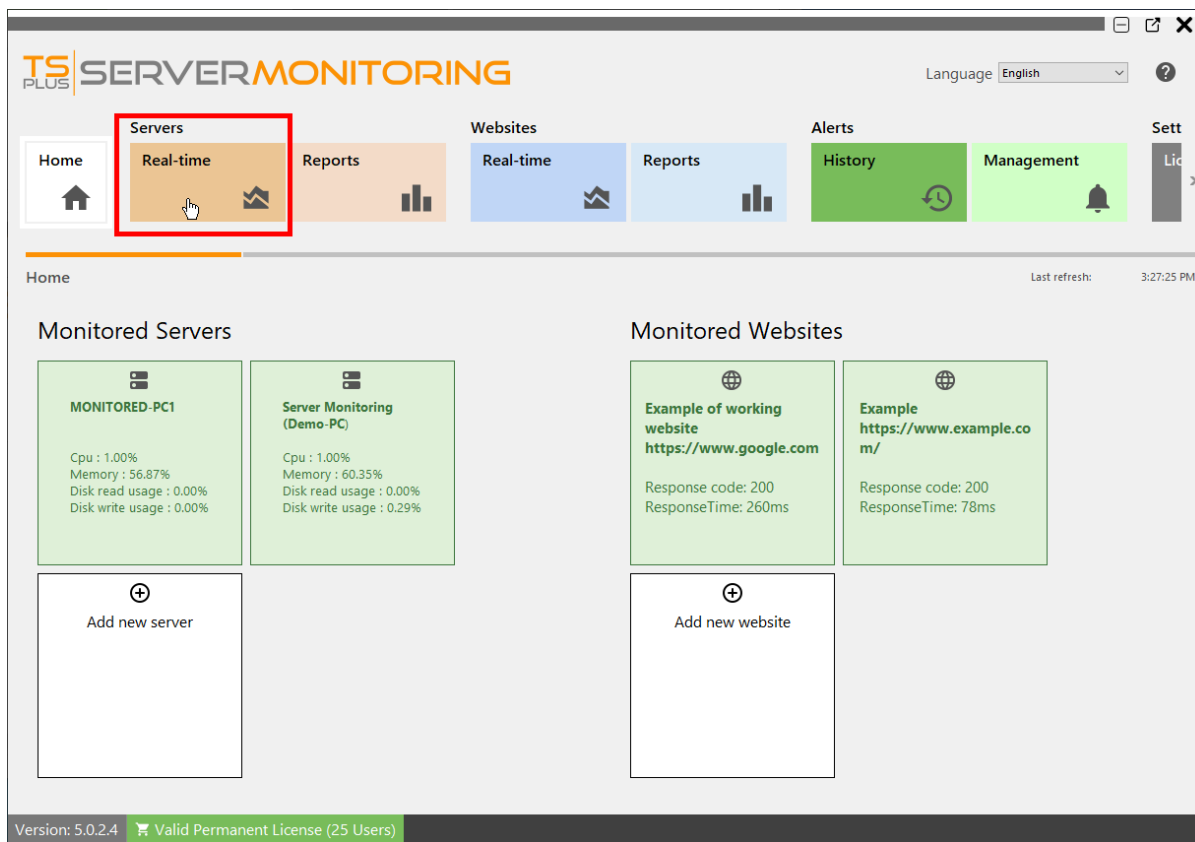 TS PLUS SERVERMONITORING
Language English
Servers
Websites
Alerts
Sett
Home
Real-time
Reports
Real-time
Reports
History
Management
Lic
Home
Last refresh: 3:27:25 PM
Monitored Servers
Monitored Websites
MONITORED-PC1
Cpu : 1.00%
Memory : 56.87%
Disk read usage : 0.00%
Disk write usage : 0.00%
Server Monitoring
(Demo-PC)
Cpu : 1.00%
Memory : 60.35%
Disk read usage : 0.00%
Disk write usage : 0.29%
Example of working
website
https://www.google.com
Response code: 200
ResponseTime: 260ms
Example
https://www.example.co
m/
Response code: 200
ResponseTime: 78ms
Add new server
Add new website
Version: 5.0.2.4
Valid Permanent License (25 Users)